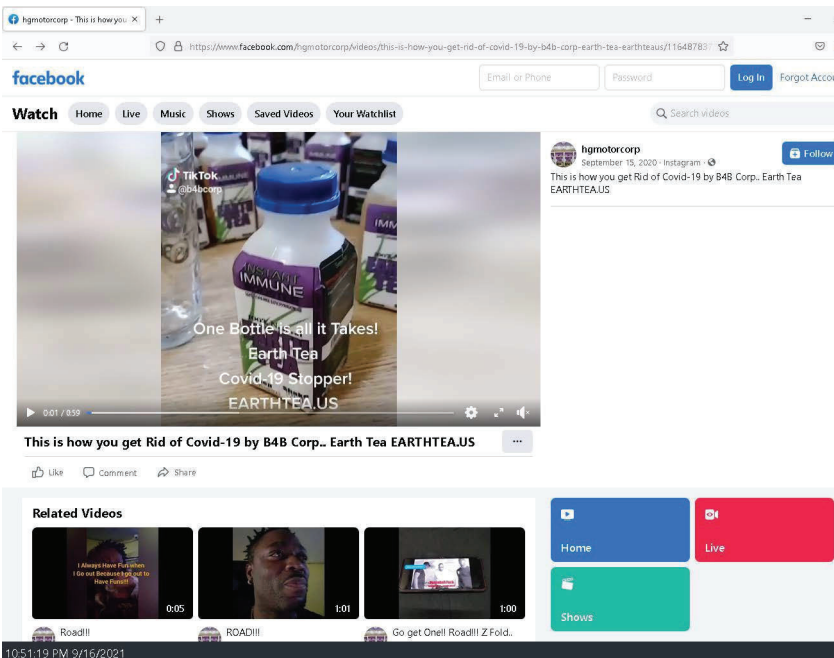 hgmotorcorp - This is how you
https://www.facebook.com/hgmotorcorp/videos/this-is-how-you-get-rid-of-covid-19-by-b4b-corp-earth-tea-earthteaus/11648783
facebook
Email or Phone
Password
Log In
Forgot Accou
Watch
Home
Live
Music
Shows
Saved Videos
Your Watchlist
Search videos
TikTok
@b4bcorp
INSTANT
IMMUNE
One Bottle is all it Takes!
Earth Tea
Covid-19 Stopper!
EARTHTEA.US
0:01 / 0:59
hgmotorcorp
September 15, 2020 · Instagram ·
Follow
This is how you get Rid of Covid-19 by B4B Corp.. Earth Tea
EARTHTEA.US
This is how you get Rid of Covid-19 by B4B Corp.. Earth Tea EARTHTEA.US
...
Like
Comment
Share
Related Videos
I Always Have Fun when
I Go out Because I go out to
Have Fun!!!
0:05
1:01
1:00
Road!!!
ROAD!!!
Go get One!! Road!!! Z Fold..
Home
Live
Shows
10:51:19 PM 9/16/2021